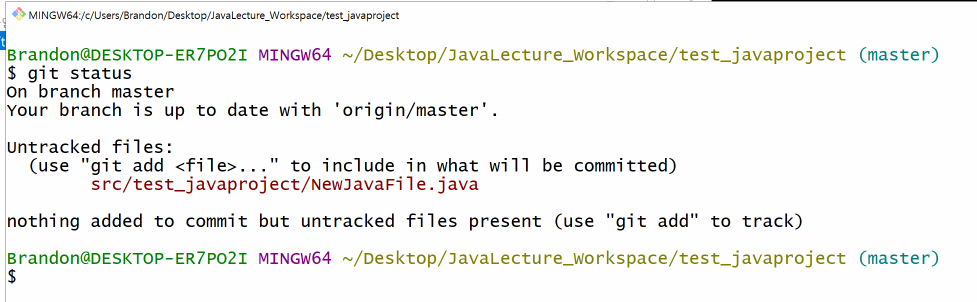 MINGW64:/c/Users/Brandon/Desktop/JavaLecture_Workspace/test_javaproject
Brandon@DESKTOP-ER7PO2I MINGW64 ~/Desktop/JavaLecture_Workspace/test_javaproject (master)
$ git status
On branch master
Your branch is up to date with 'origin/master'.
Untracked files:
  (use "git add <file>..." to include in what will be committed)
        src/test_javaproject/NewJavaFile.java
nothing added to commit but untracked files present (use "git add" to track)
Brandon@DESKTOP-ER7PO2I MINGW64 ~/Desktop/JavaLecture_Workspace/test_javaproject (master)
$